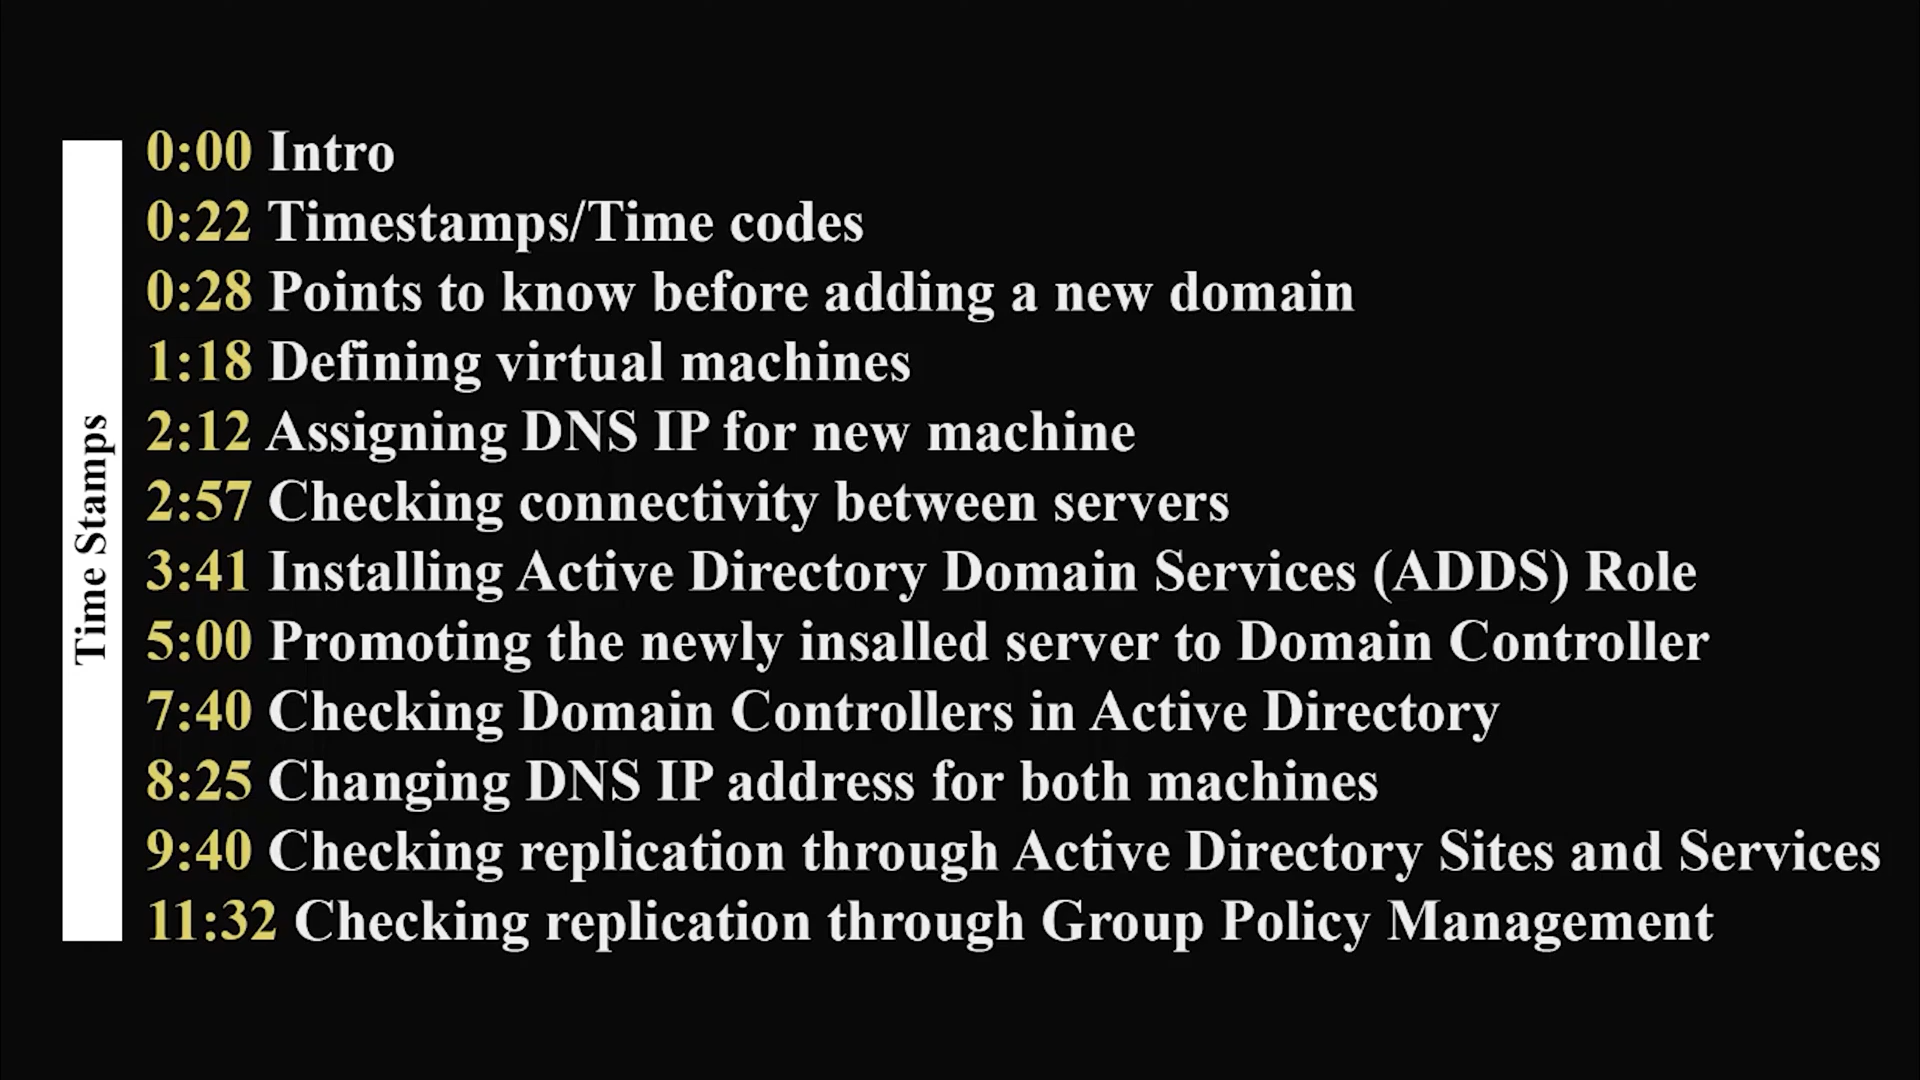 Time Stamps
0:00 Intro
0:22 Timestamps/Time codes
0:28 Points to know before adding a new domain
1:18 Defining virtual machines
2:12 Assigning DNS IP for new machine
2:57 Checking connectivity between servers
3:41 Installing Active Directory Domain Services (ADDS) Role
5:00 Promoting the newly insalled server to Domain Controller
7:40 Checking Domain Controllers in Active Directory
8:25 Changing DNS IP address for both machines
9:40 Checking replication through Active Directory Sites and Services
11:32 Checking replication through Group Policy Management